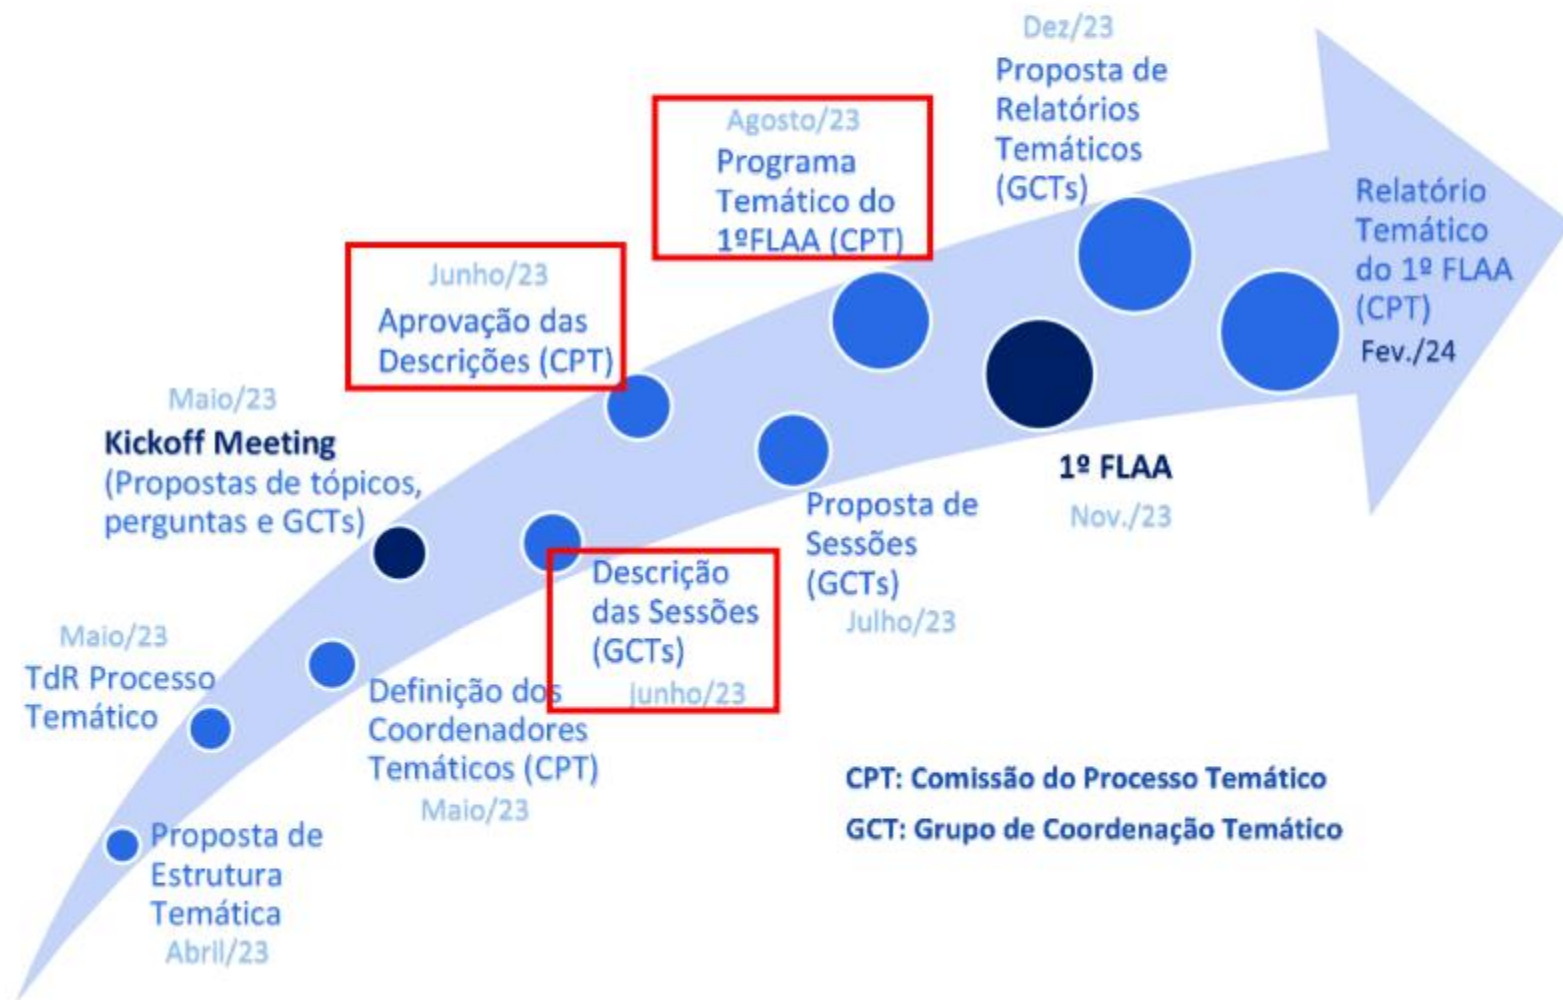 Dez/23
Proposta de
Relatórios
Temáticos
(GCTs)
Agosto/23
Programa
Temático do
1ºFLAA (CPT)
Relatório
Temático
do 1º FLAA
(CPT)
Fev./24
Junho/23
Aprovação das
Descrições (CPT)
Maio/23
Kickoff Meeting
(Propostas de tópicos,
perguntas e GCTs)
1º FLAA
Nov./23
Proposta de
Sessões
(GCTs)
Julho/23
Descrição
das Sessões
(GCTs)
junho/23
Maio/23
TdR Processo
Temático
Definição dos
Coordenadores
Temáticos (CPT)
Maio/23
CPT: Comissão do Processo Temático
GCT: Grupo de Coordenação Temático
Proposta de
Estrutura
Temática
Abril/23